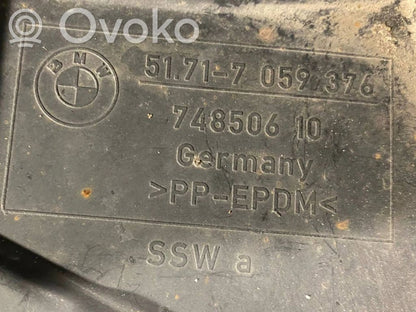 Ovoko
BMW
51.71-7 059 376
748506 10
Germany
>PP-EPDM<
SSW a